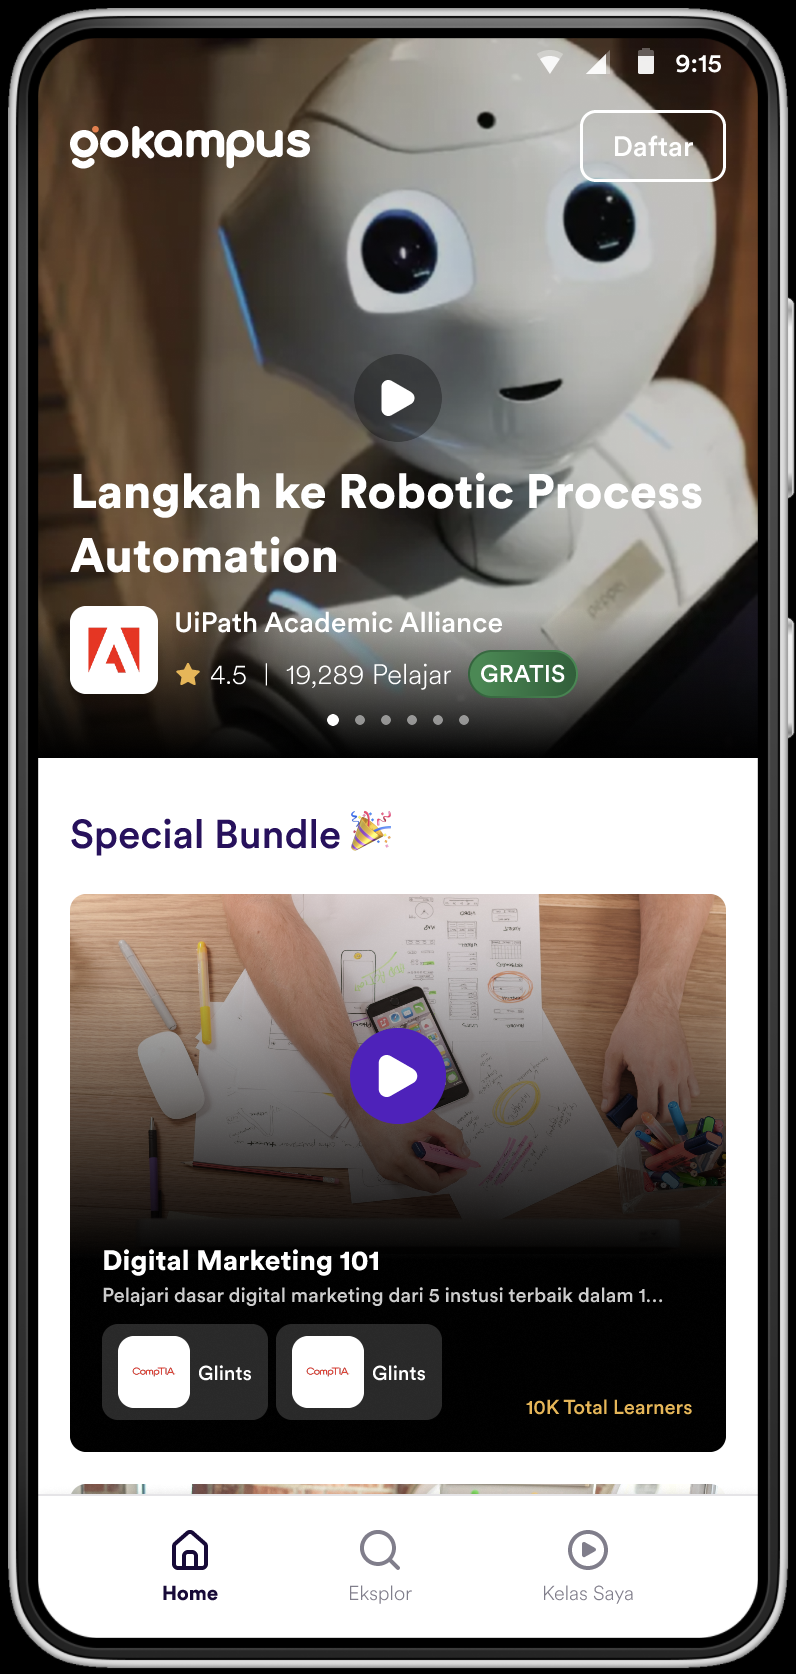 9:15
gokampus
Daftar
Langkah ke Robotic Process
Automation
UiPath Academic Alliance
4.5 | 19,289 Pelajar GRATIS
Special Bundle 🎉
Digital Marketing 101
Pelajari dasar digital marketing dari 5 instusi terbaik dalam 1...
CompTIA Glints CompTIA Glints
10K Total Learners
Home Eksplor Kelas Saya